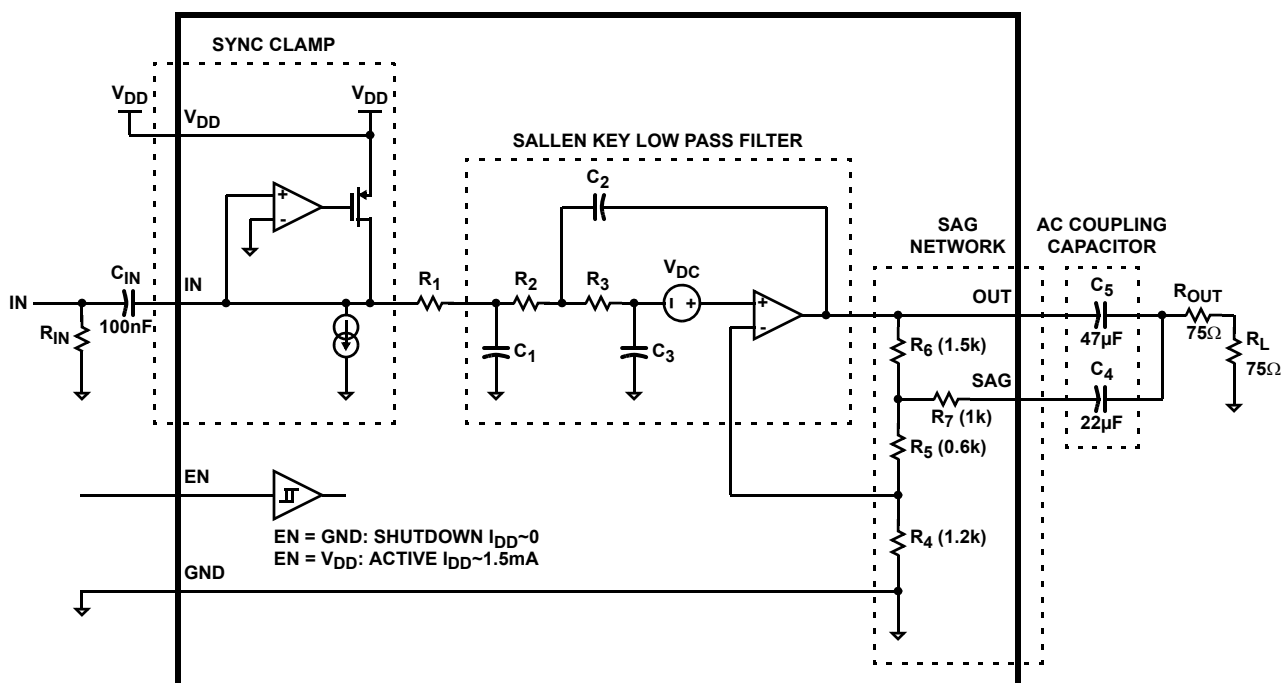 SYNC CLAMP
V_DD
V_DD
V_DD
SALLEN KEY LOW PASS FILTER
C_2
SAG
NETWORK
AC COUPLING
CAPACITOR
+
-
IN
C_IN
100nF
R_IN
IN
R_1
R_2
R_3
V_DC
- +
+
-
C_1
C_3
OUT
C_5
47µF
R_OUT
75Ω
R_L
75Ω
R_6 (1.5k)
SAG
C_4
22µF
R_7 (1k)
R_5 (0.6k)
R_4 (1.2k)
EN
EN = GND: SHUTDOWN I_DD~0
EN = V_DD: ACTIVE I_DD~1.5mA
GND